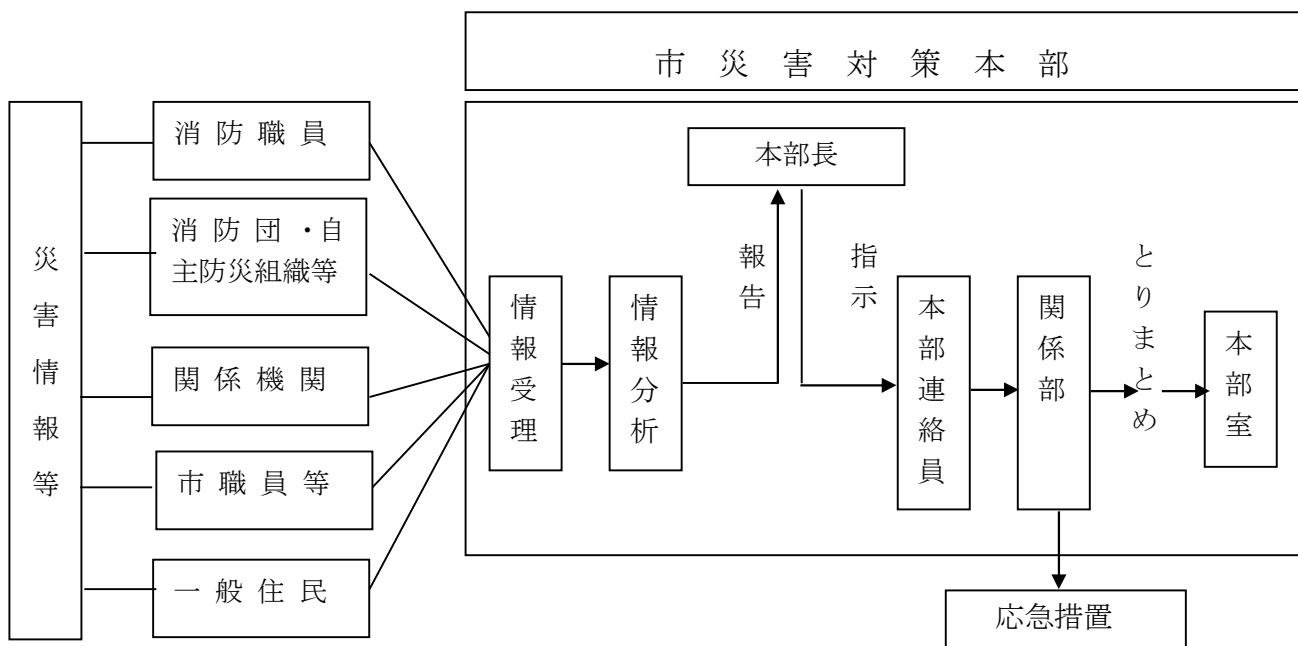 市災害対策本部
災害情報等
消防職員
消防団・自
主防災組織等
関係機関
市職員等
一般住民
情報受理
情報分析
報告
本部長
指示
本部連絡員
関係部
とりまとめ
本部室
応急措置